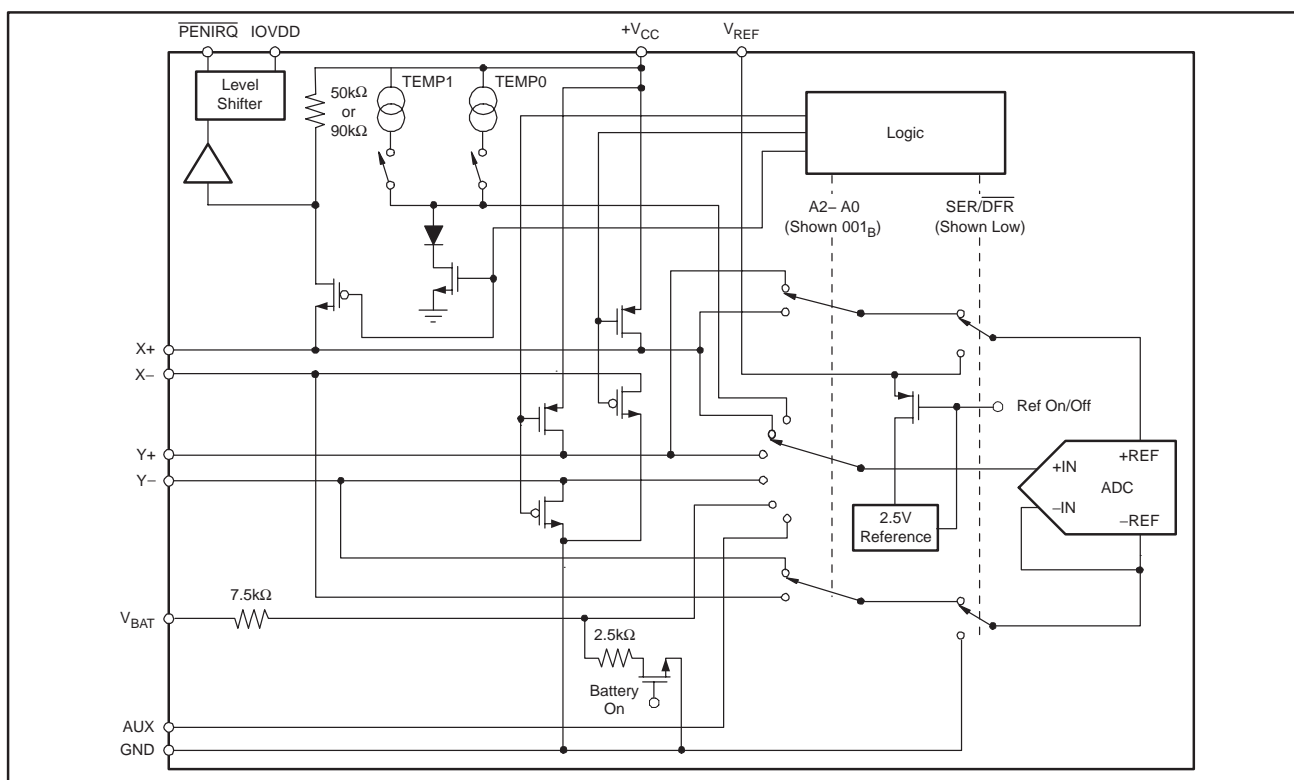 PENIRQ IOVDD +VCC VREF
Level
Shifter
50kΩ
or
90kΩ
TEMP1 TEMP0
Logic
A2– A0
(Shown 001B)
SER/DFR
(Shown Low)
X+
X–
Y+
Y–
Ref On/Off
+IN
–IN
+REF
ADC
–REF
2.5V
Reference
7.5kΩ
VBAT
2.5kΩ
Battery
On
AUX
GND